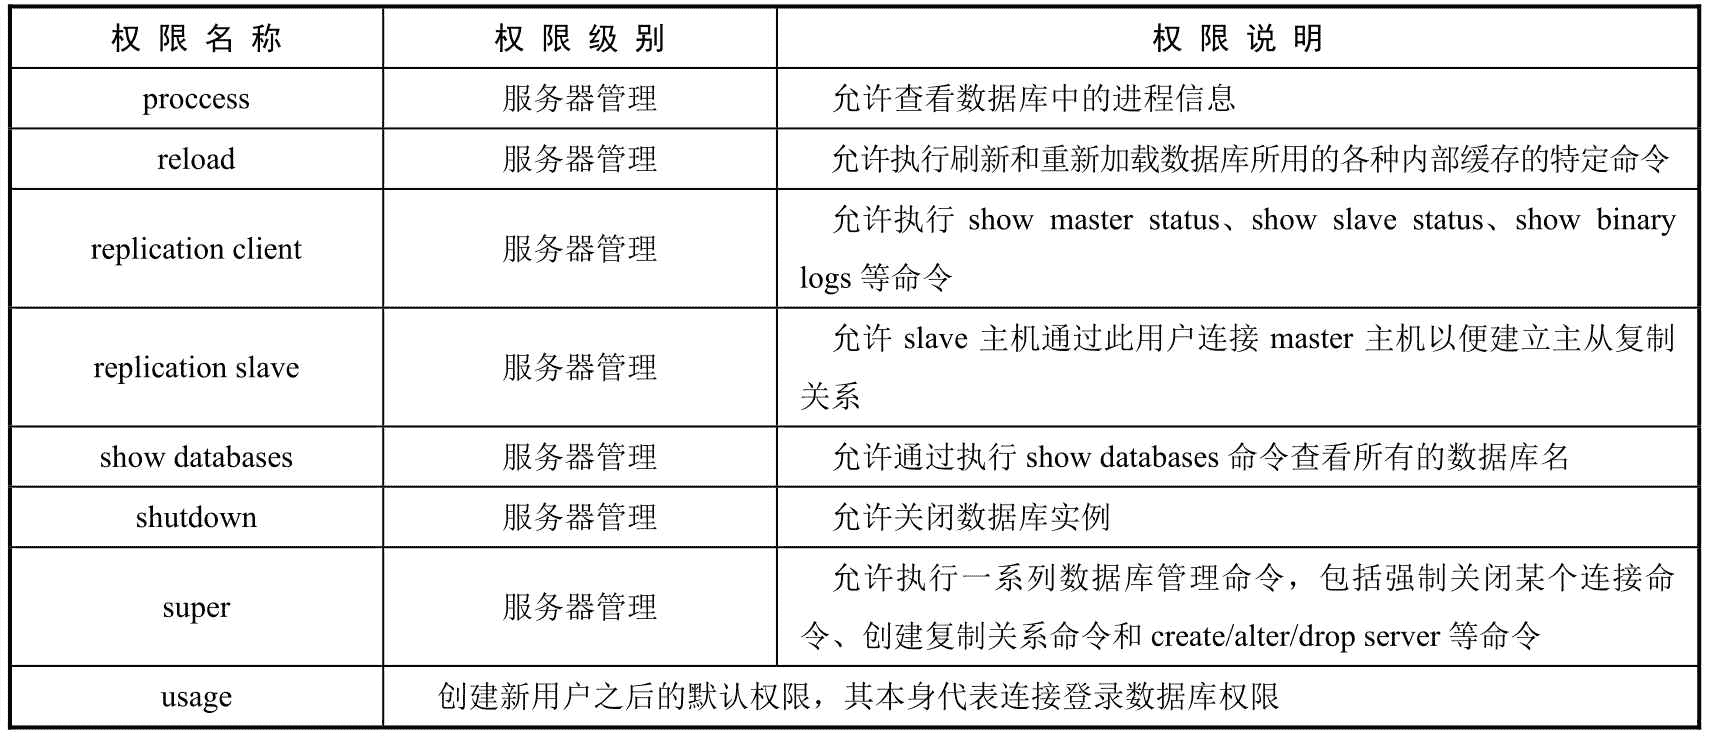 权限名称 权限级别 权限说明
proccess 服务器管理 允许查看数据库中的进程信息
reload 服务器管理 允许执行刷新和重新加载数据库所用的各种内部缓存的特定命令
replication client 服务器管理 允许执行 show master status、show slave status、show binary
logs 等命令
replication slave 服务器管理 允许 slave 主机通过此用户连接 master 主机以便建立主从复制
关系
show databases 服务器管理 允许通过执行 show databases 命令查看所有的数据库名
shutdown 服务器管理 允许关闭数据库实例
super 服务器管理 允许执行一系列数据库管理命令，包括强制关闭某个连接命
令、创建复制关系命令和 create/alter/drop server 等命令
usage 创建新用户之后的默认权限，其本身代表连接登录数据库权限